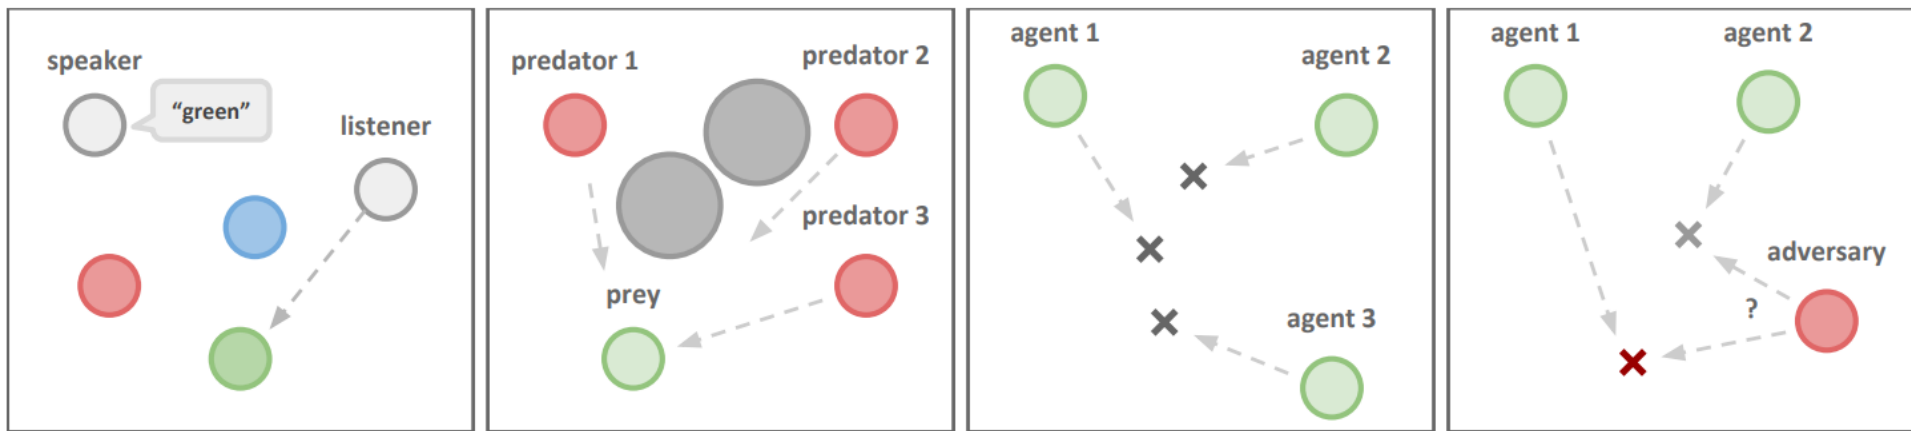 speaker
“green”
listener
predator 1
predator 2
predator 3
prey
agent 1
agent 2
agent 3
agent 1
agent 2
adversary
?